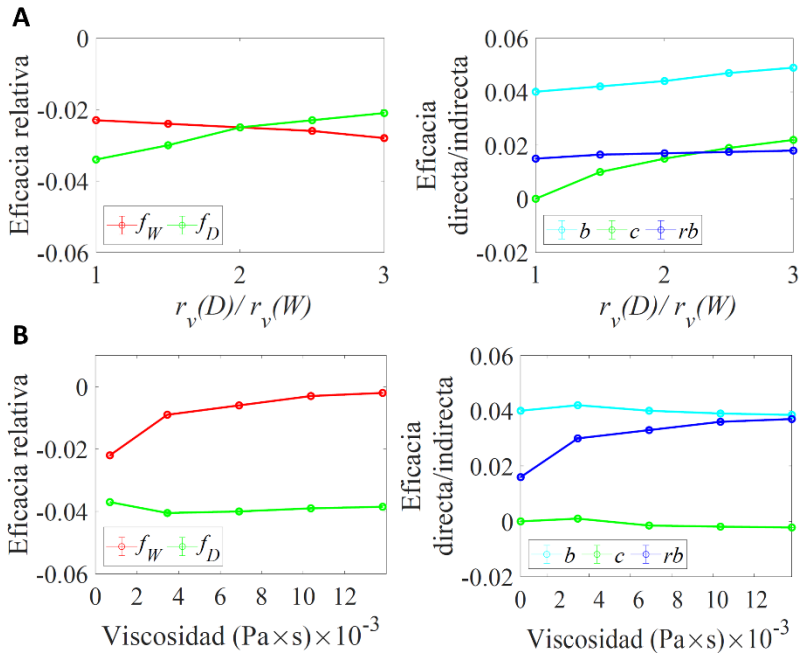 A
Eficacia relativa
0
-0.02
-0.04
-0.06
f_W f_D
1 2 3
r_v(D)/ r_v(W)
Eficacia
directa/indirecta
0.06
0.04
0.02
0
-0.02
b c rb
1 2 3
r_v(D)/ r_v(W)
B
Eficacia relativa
0
-0.02
-0.04
-0.06
f_W f_D
0 2 4 6 8 10 12
Viscosidad (Pa×s)×10^-3
Eficacia
directa/indirecta
0.06
0.04
0.02
0
-0.02
b c rb
0 2 4 6 8 10 12
Viscosidad (Pa×s)×10^-3